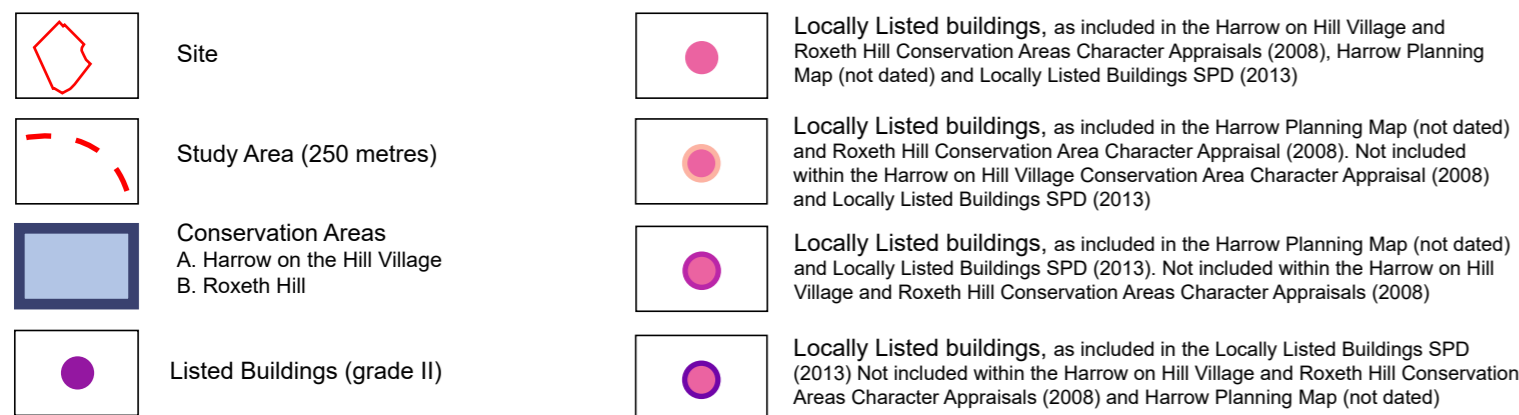 Site
Study Area (250 metres)
Conservation Areas
A. Harrow on the Hill Village
B. Roxeth Hill
Listed Buildings (grade II)
Locally Listed buildings, as included in the Harrow on Hill Village and
Roxeth Hill Conservation Areas Character Appraisals (2008), Harrow Planning
Map (not dated) and Locally Listed Buildings SPD (2013)
Locally Listed buildings, as included in the Harrow Planning Map (not dated)
and Roxeth Hill Conservation Area Character Appraisal (2008). Not included
within the Harrow on Hill Village Conservation Area Character Appraisal (2008)
and Locally Listed Buildings SPD (2013)
Locally Listed buildings, as included in the Harrow Planning Map (not dated)
and Locally Listed Buildings SPD (2013). Not included within the Harrow on Hill
Village and Roxeth Hill Conservation Areas Character Appraisals (2008)
Locally Listed buildings, as included in the Locally Listed Buildings SPD
(2013) Not included within the Harrow on Hill Village and Roxeth Hill Conservation
Areas Character Appraisals (2008) and Harrow Planning Map (not dated)